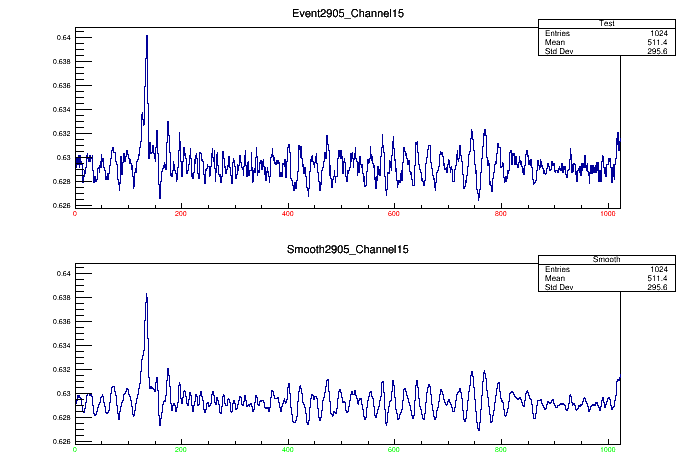 Event2905_Channel15
Test
Entries 1024
Mean 511.4
Std Dev 295.6
0.64
0.638
0.636
0.634
0.632
0.63
0.628
0.626
0 200 400 600 800 1000
Smooth2905_Channel15
Smooth
Entries 1024
Mean 511.4
Std Dev 295.6
0.64
0.638
0.636
0.634
0.632
0.63
0.628
0.626
0 200 400 600 800 1000